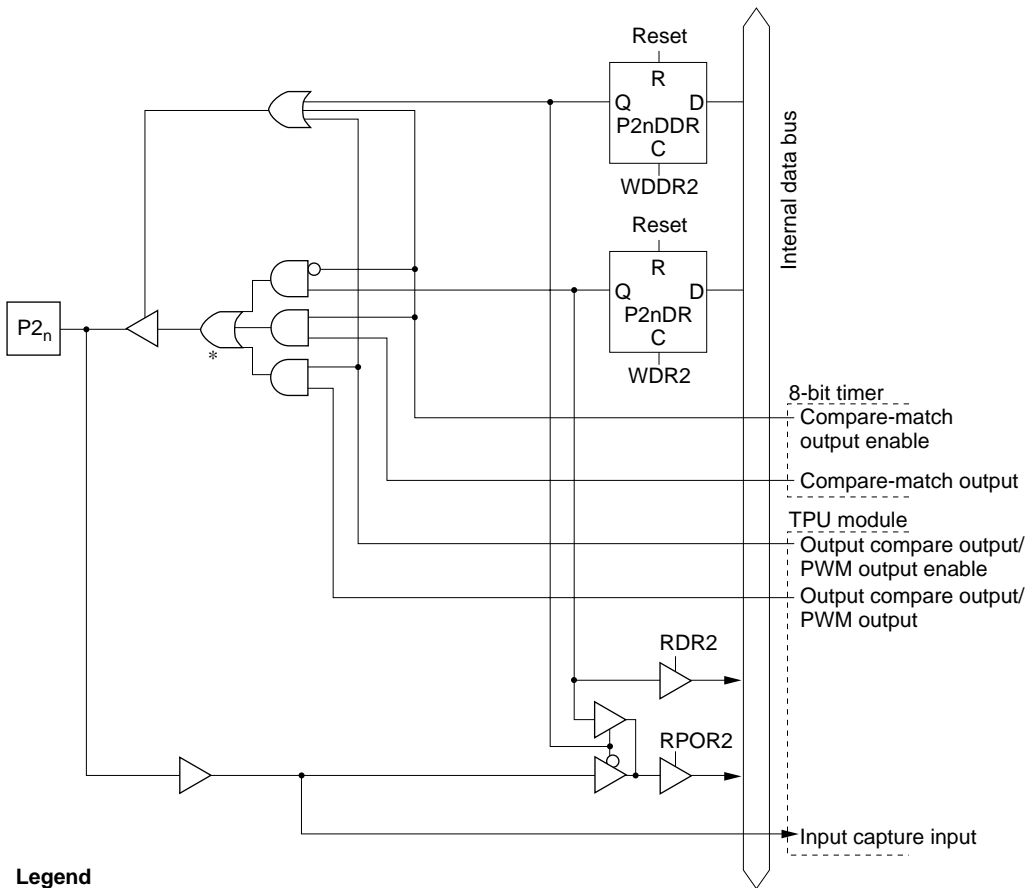 Reset
R
Q
D
P2nDDR
C
WDDR2
Reset
R
Q
D
P2nDR
C
WDR2
Internal data bus
P2n
*
8-bit timer
Compare-match
output enable
Compare-match output
TPU module
Output compare output/
PWM output enable
Output compare output/
PWM output
RDR2
RPOR2
Input capture input
Legend